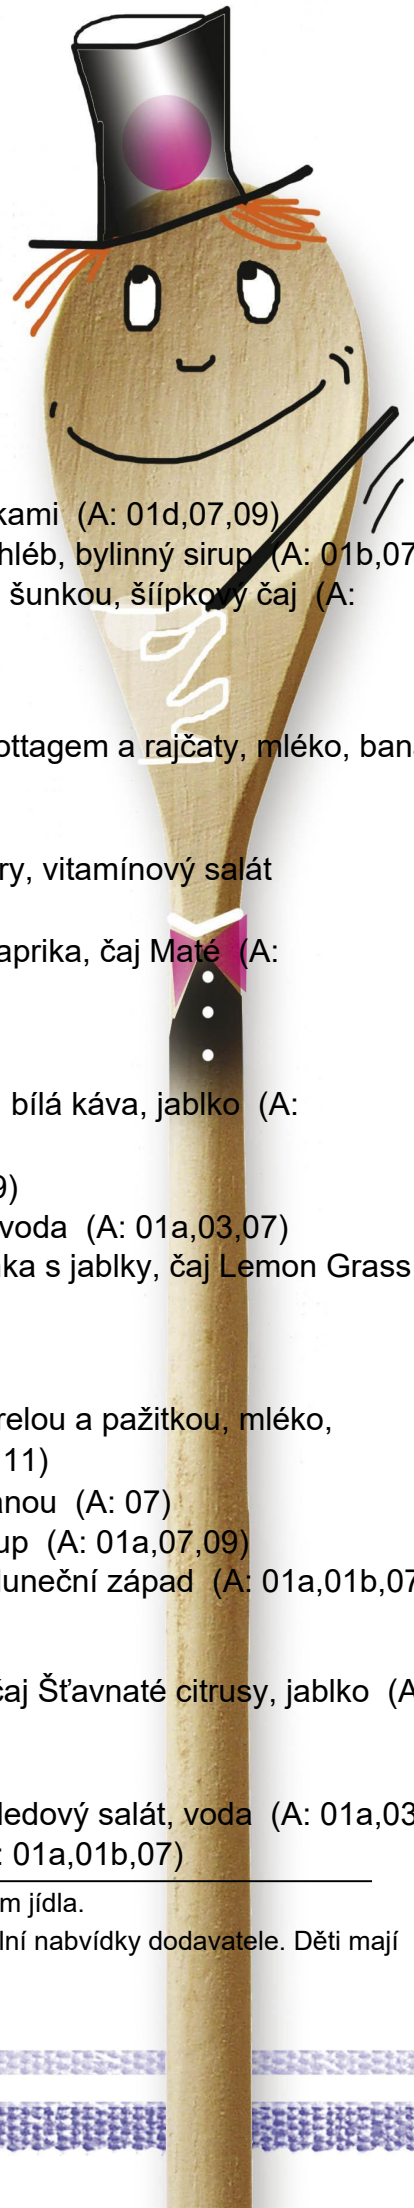 kami (A: 01d,07,09)
hléb, bylinný sirup (A: 01b,07
šunkou, šíípkový čaj (A:
ottagem a rajčaty, mléko, ban
ry, vitamínový salát
aprika, čaj Maté (A:
bílá káva, jablko (A:
9)
voda (A: 01a,03,07)
ka s jablky, čaj Lemon Grass
relou a pažitkou, mléko,
11)
nou (A: 07)
up (A: 01a,07,09)
luneční západ (A: 01a,01b,07
čaj Šťavnaté citrusy, jablko (A
ledový salát, voda (A: 01a,03
: 01a,01b,07)
m jídla.
lní nabvídky dodavatele. Děti mají